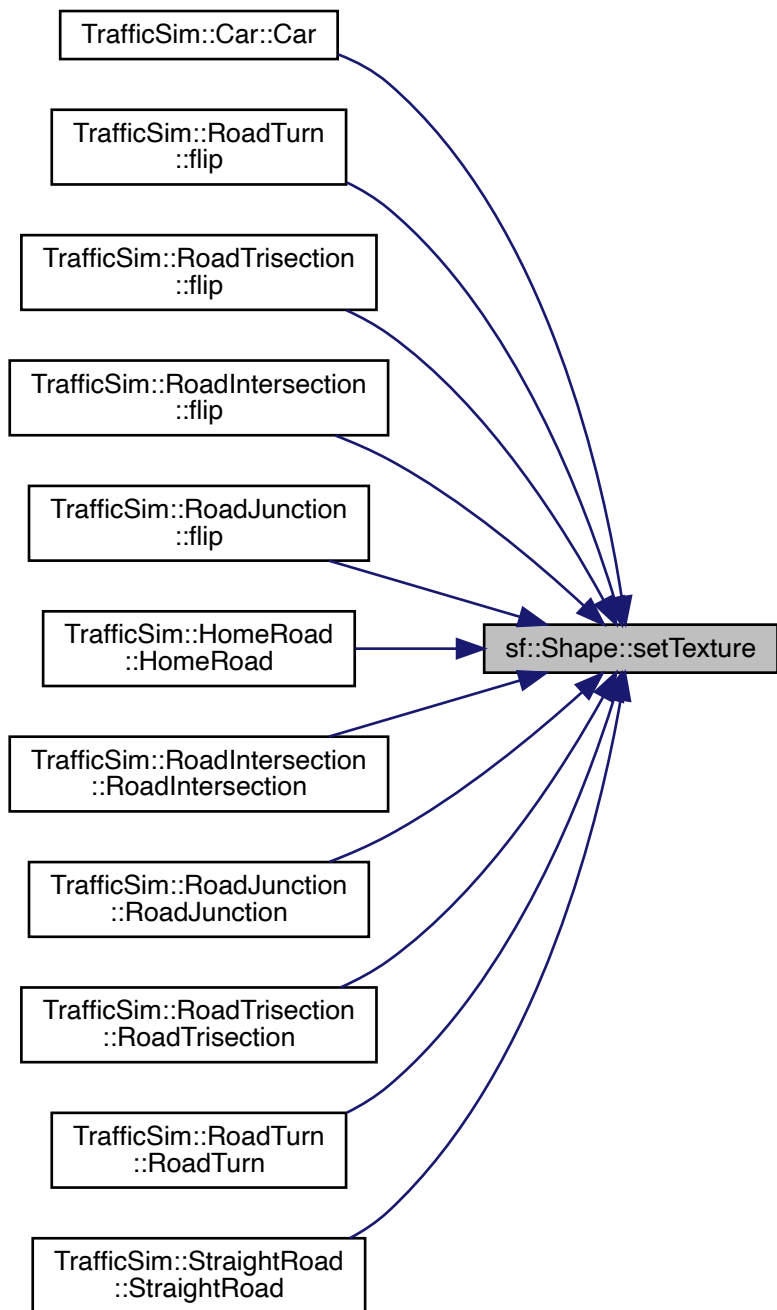 TrafficSim::Car::Car
TrafficSim::RoadTurn
::flip
TrafficSim::RoadTrisection
::flip
TrafficSim::RoadIntersection
::flip
TrafficSim::RoadJunction
::flip
TrafficSim::HomeRoad
::HomeRoad
sf::Shape::setTexture
TrafficSim::RoadIntersection
::RoadIntersection
TrafficSim::RoadJunction
::RoadJunction
TrafficSim::RoadTrisection
::RoadTrisection
TrafficSim::RoadTurn
::RoadTurn
TrafficSim::StraightRoad
::StraightRoad